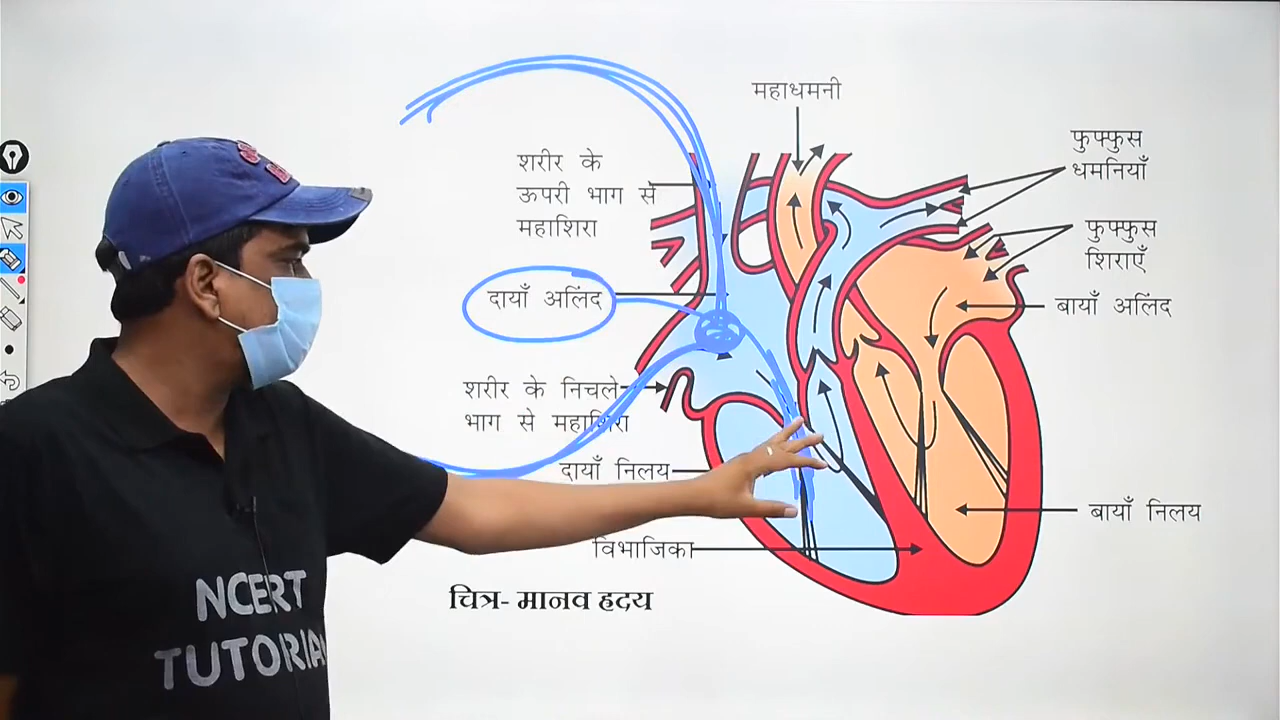 महाधमनी
शरीर के
ऊपरी भाग से
महाशिरा
फुफ्फुस
धमनियाँ
फुफ्फुस
शिराएँ
दायाँ अलिंद
बायाँ अलिंद
शरीर के निचले
भाग से महाशिरा
दायाँ निलय
बायाँ निलय
विभाजिका
चित्र- मानव हृदय
NCERT
TUTORIA